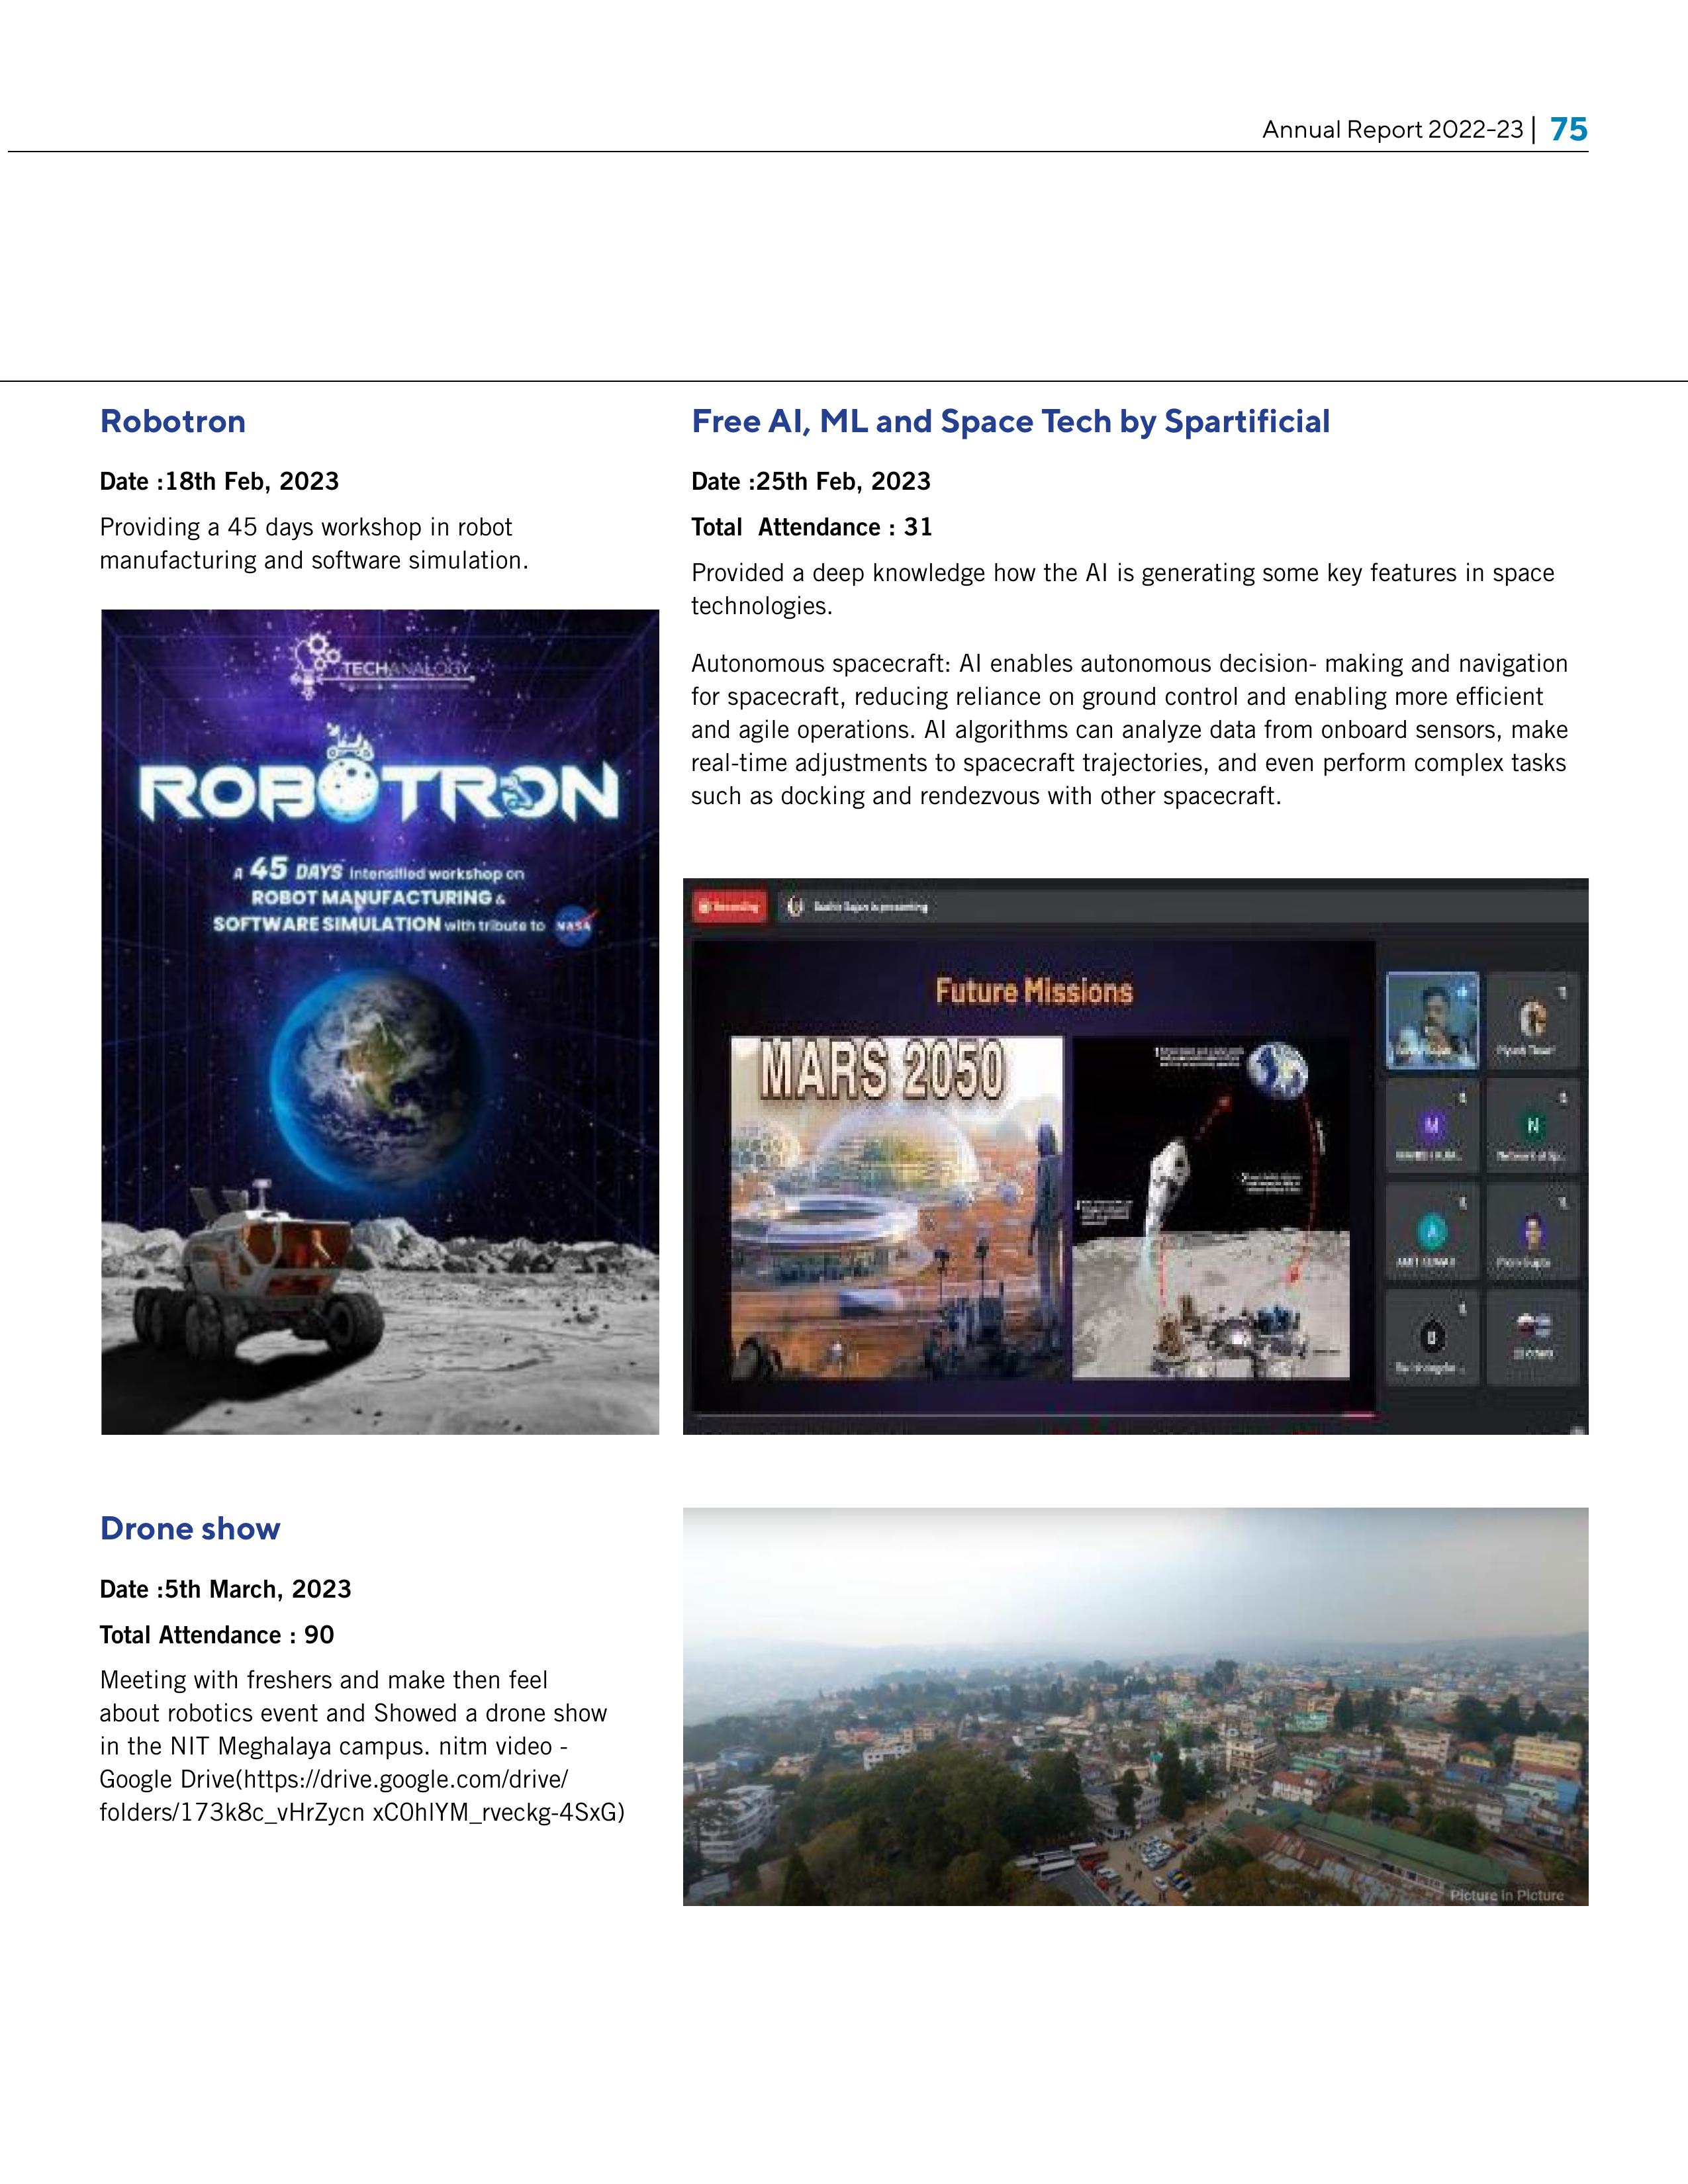 Annual Report 2022-23 | 75
Robotron
Date :18th Feb, 2023
Providing a 45 days workshop in robot
manufacturing and software simulation.
TECHANALOGY
ROBOTRON
A 45 DAYS Intensified workshop on
ROBOT MANUFACTURING &
SOFTWARE SIMULATION with tribute to NASA
Free AI, ML and Space Tech by Spartificial
Date :25th Feb, 2023
Total  Attendance : 31
Provided a deep knowledge how the AI is generating some key features in space
technologies.
Autonomous spacecraft: AI enables autonomous decision- making and navigation
for spacecraft, reducing reliance on ground control and enabling more efficient
and agile operations. AI algorithms can analyze data from onboard sensors, make
real-time adjustments to spacecraft trajectories, and even perform complex tasks
such as docking and rendezvous with other spacecraft.
Recording
is presenting
Future Missions
MARS 2050
M
N
A
AMIT KUMAR
Gupta
Drone show
Date :5th March, 2023
Total Attendance : 90
Meeting with freshers and make then feel
about robotics event and Showed a drone show
in the NIT Meghalaya campus. nitm video -
Google Drive(https://drive.google.com/drive/
folders/173k8c_vHrZycn xC0hlYM_rveckg-4SxG)
Picture in Picture